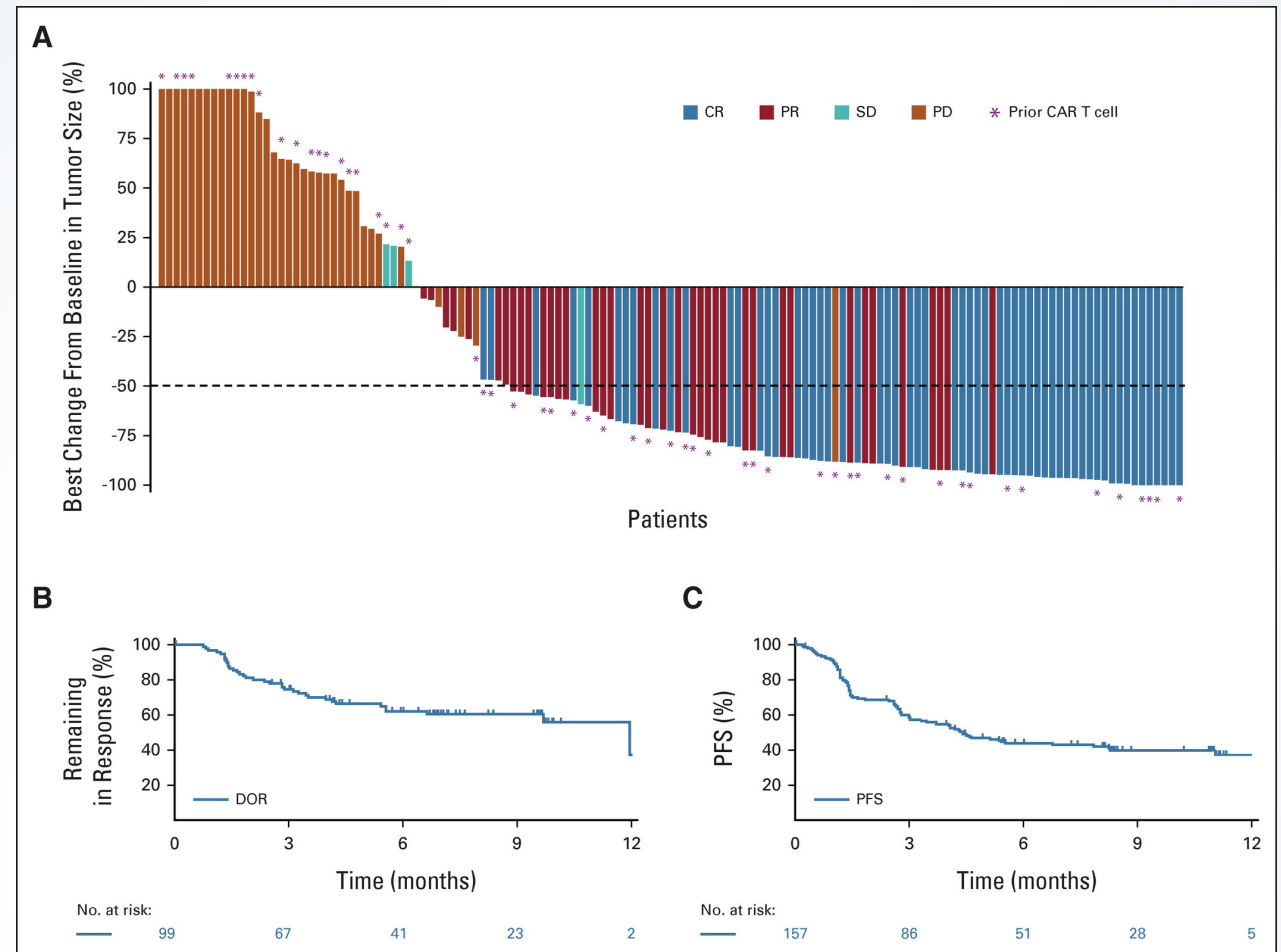 A
Best Change From Baseline in Tumor Size (%)
100
75
50
25
0
-25
-50
-75
-100
CR
PR
SD
PD
* Prior CAR T cell
Patients
B
Remaining
in Response (%)
100
80
60
40
20
DOR
0 3 6 9 12
Time (months)
No. at risk:
99 67 41 23 2
C
PFS (%)
100
80
60
40
20
PFS
0 3 6 9 12
Time (months)
No. at risk:
157 86 51 28 5